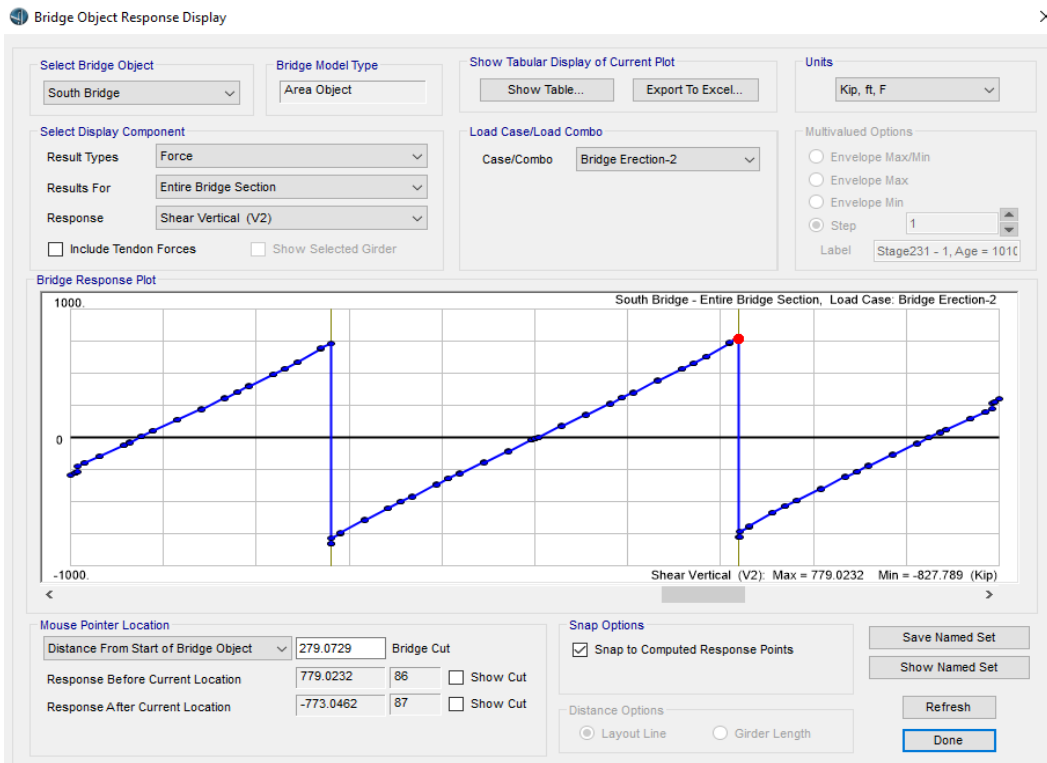 Bridge Object Response Display
Select Bridge Object
South Bridge
Bridge Model Type
Area Object
Show Tabular Display of Current Plot
Show Table...
Export To Excel...
Units
Kip, ft, F
Select Display Component
Result Types
Force
Results For
Entire Bridge Section
Response
Shear Vertical (V2)
Include Tendon Forces
Show Selected Girder
Load Case/Load Combo
Case/Combo
Bridge Erection-2
Multivalued Options
Envelope Max/Min
Envelope Max
Envelope Min
Step
1
Label
Stage231 - 1, Age = 1010
Bridge Response Plot
1000.
South Bridge - Entire Bridge Section, Load Case: Bridge Erection-2
0
-1000.
Shear Vertical (V2): Max = 779.0232 Min = -827.789 (Kip)
Mouse Pointer Location
Distance From Start of Bridge Object
279.0729
Bridge Cut
Response Before Current Location
779.0232
86
Show Cut
Response After Current Location
-773.0462
87
Show Cut
Snap Options
Snap to Computed Response Points
Distance Options
Layout Line
Girder Length
Save Named Set
Show Named Set
Refresh
Done